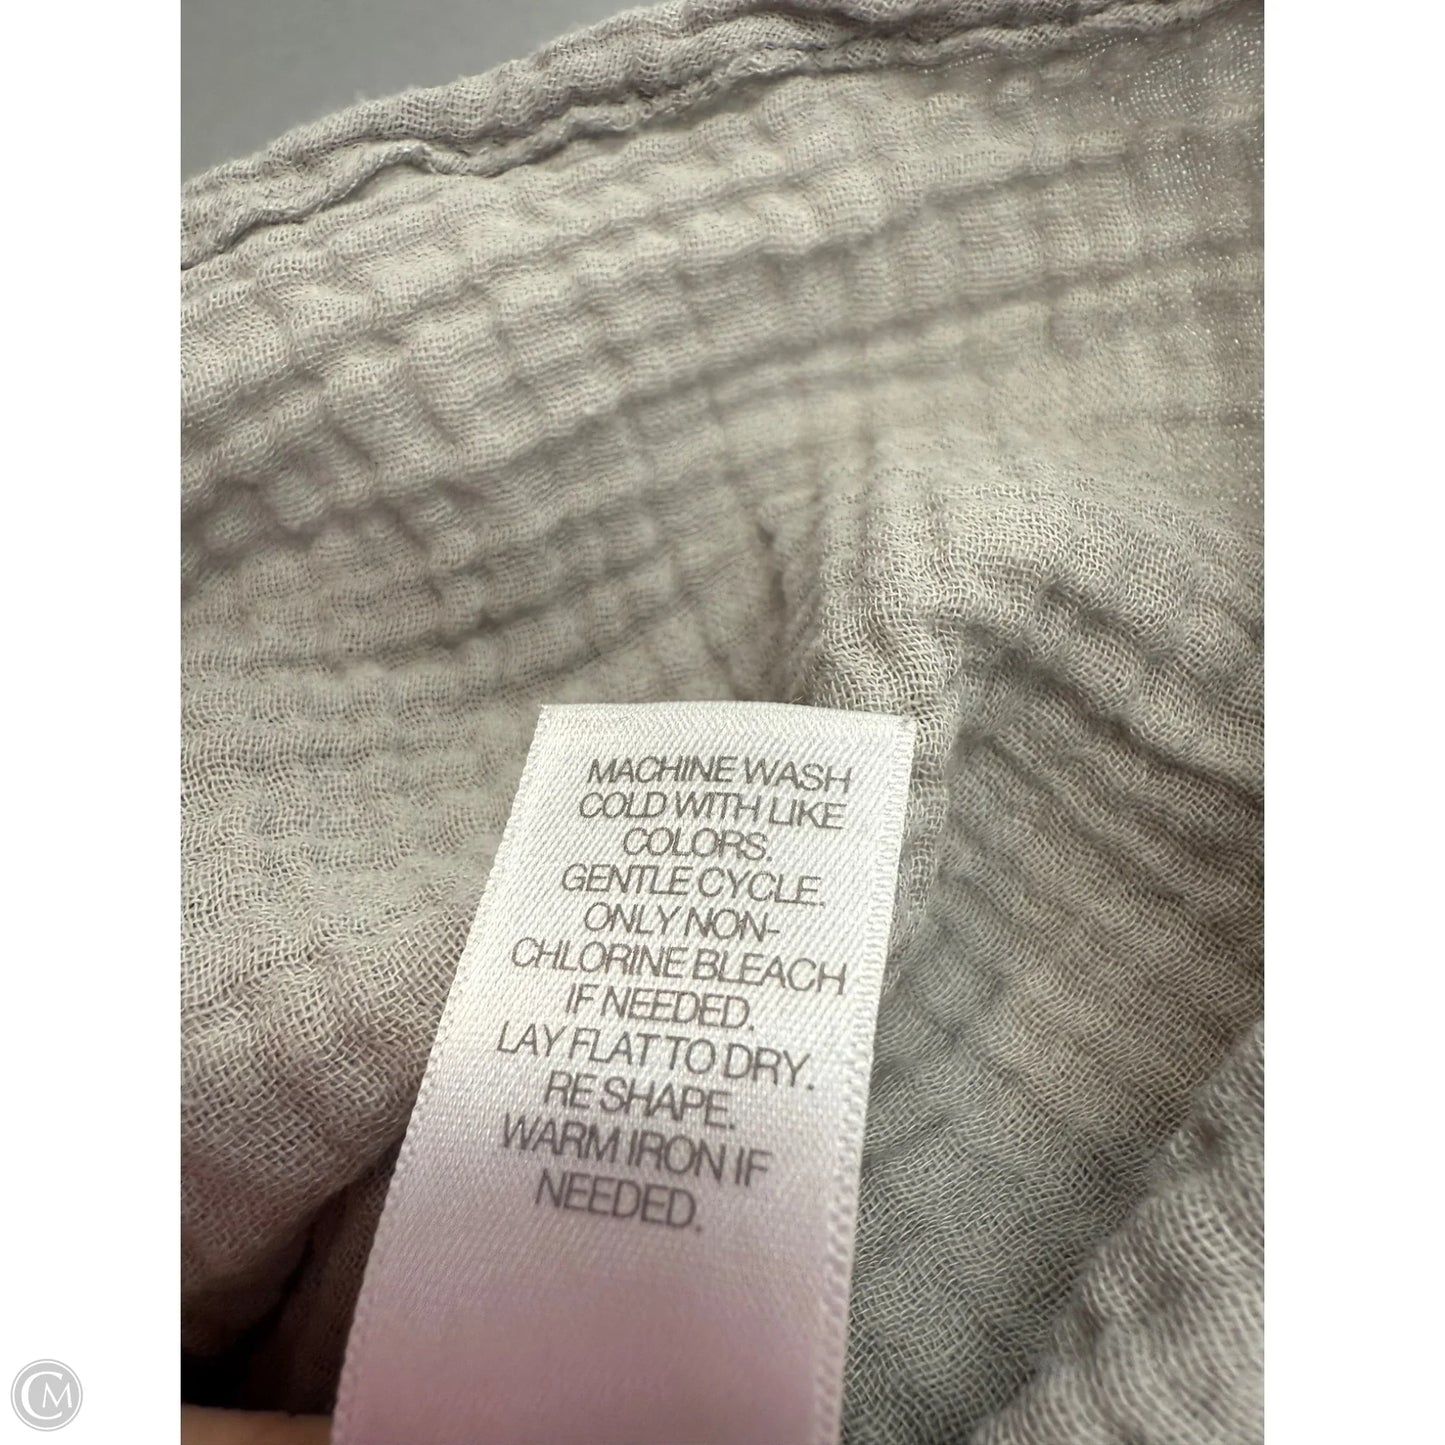 MACHINE WASH
COLD WITH LIKE
COLORS.
GENTLE CYCLE.
ONLY NON-
CHLORINE BLEACH
IF NEEDED.
LAY FLAT TO DRY.
RE SHAPE.
WARM IRON IF
NEEDED.
CM